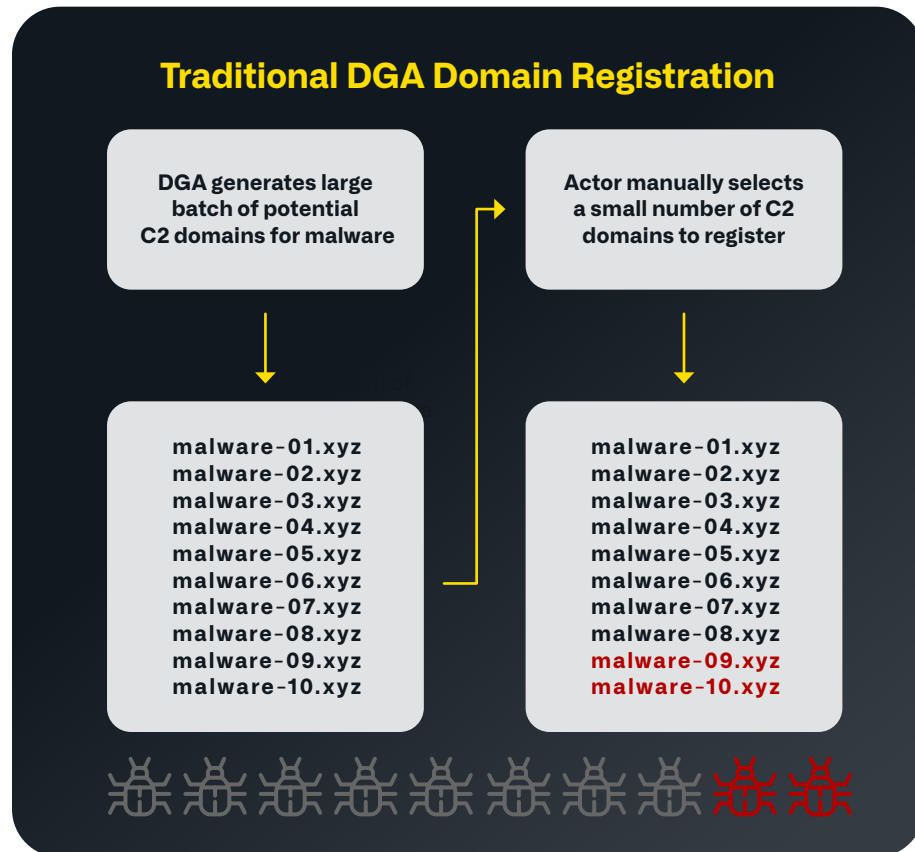 Traditional DGA Domain Registration
DGA generates large
batch of potential
C2 domains for malware
malware-01.xyz
malware-02.xyz
malware-03.xyz
malware-04.xyz
malware-05.xyz
malware-06.xyz
malware-07.xyz
malware-08.xyz
malware-09.xyz
malware-10.xyz
Actor manually selects
a small number of C2
domains to register
malware-01.xyz
malware-02.xyz
malware-03.xyz
malware-04.xyz
malware-05.xyz
malware-06.xyz
malware-07.xyz
malware-08.xyz
malware-09.xyz
malware-10.xyz